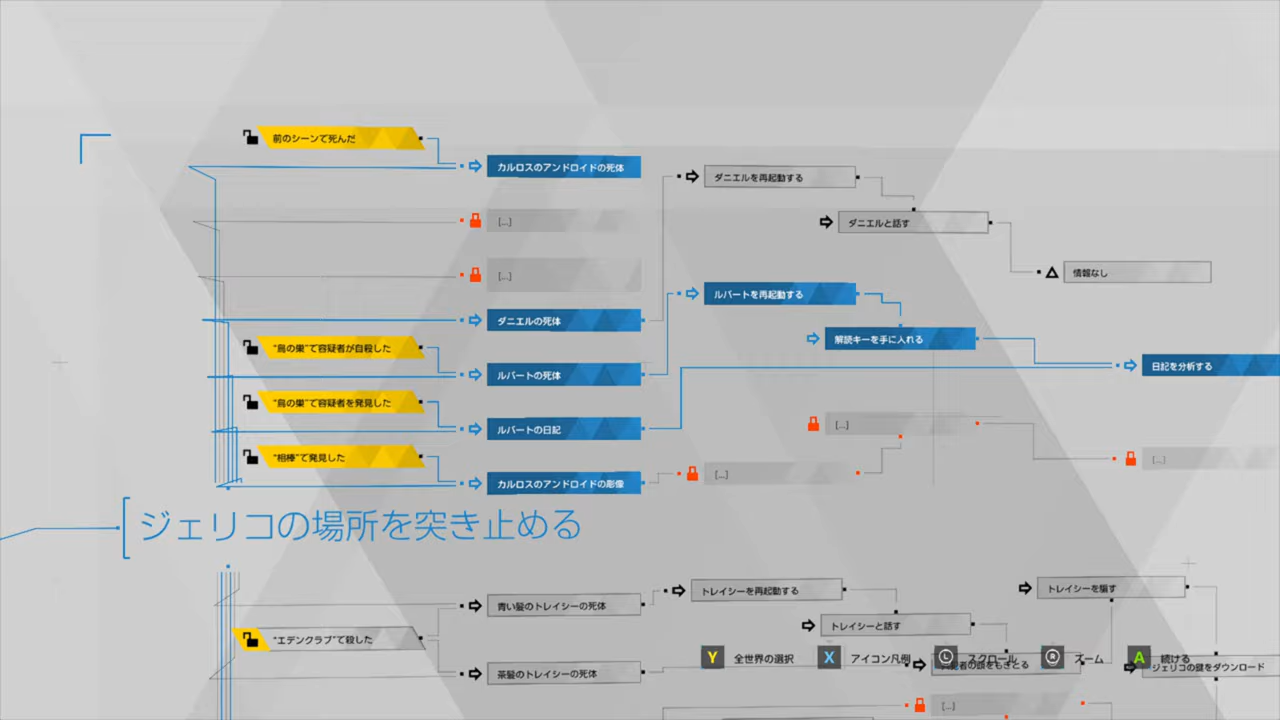 前のシーンで死んだ
カルロスのアンドロイドの死体
ダニエルを再起動する
[...]
ダニエルと話す
[...]
情報なし
ルパートを再起動する
ダニエルの死体
解読キーを手に入れる
"鳥の巣"で容疑者が自殺した
日記を分析する
ルパートの死体
"鳥の巣"で容疑者を発見した
[...]
ルパートの日記
"相棒"で発見した
[...]
[...]
カルロスのアンドロイドの彫像
ジェリコの場所を突き止める
トレイシーを騙す
トレイシーを再起動する
青い髪のトレイシーの死体
トレイシーと話す
"エデンクラブ"で殺した
Y 全世界の選択
X アイコン凡例
L スクロール
R ズーム
A 続ける
ジェリコの鍵をダウンロード
茶髪のトレイシーの死体
[...]